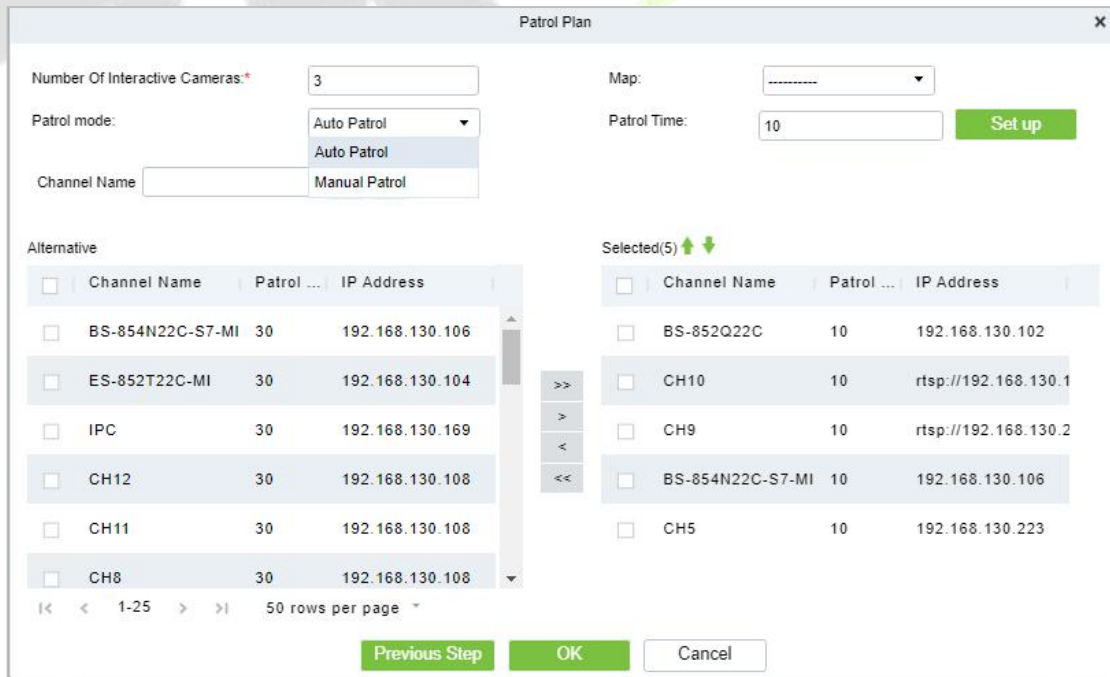 Patrol Plan
Number Of Interactive Cameras:* 3 Map: ----------
Patrol mode: Auto Patrol Patrol Time: 10 Set up
Auto Patrol
Channel Name Manual Patrol
Alternative Selected(5)
Channel Name Patrol ... IP Address Channel Name Patrol ... IP Address
BS-854N22C-S7-MI 30 192.168.130.106 BS-852Q22C 10 192.168.130.102
ES-852T22C-MI 30 192.168.130.104 >> CH10 10 rtsp://192.168.130.1
IPC 30 192.168.130.169 > CH9 10 rtsp://192.168.130.2
<
CH12 30 192.168.130.108 << BS-854N22C-S7-MI 10 192.168.130.106
CH11 30 192.168.130.108 CH5 10 192.168.130.223
CH8 30 192.168.130.108
|< < 1-25 > >| 50 rows per page
Previous Step OK Cancel